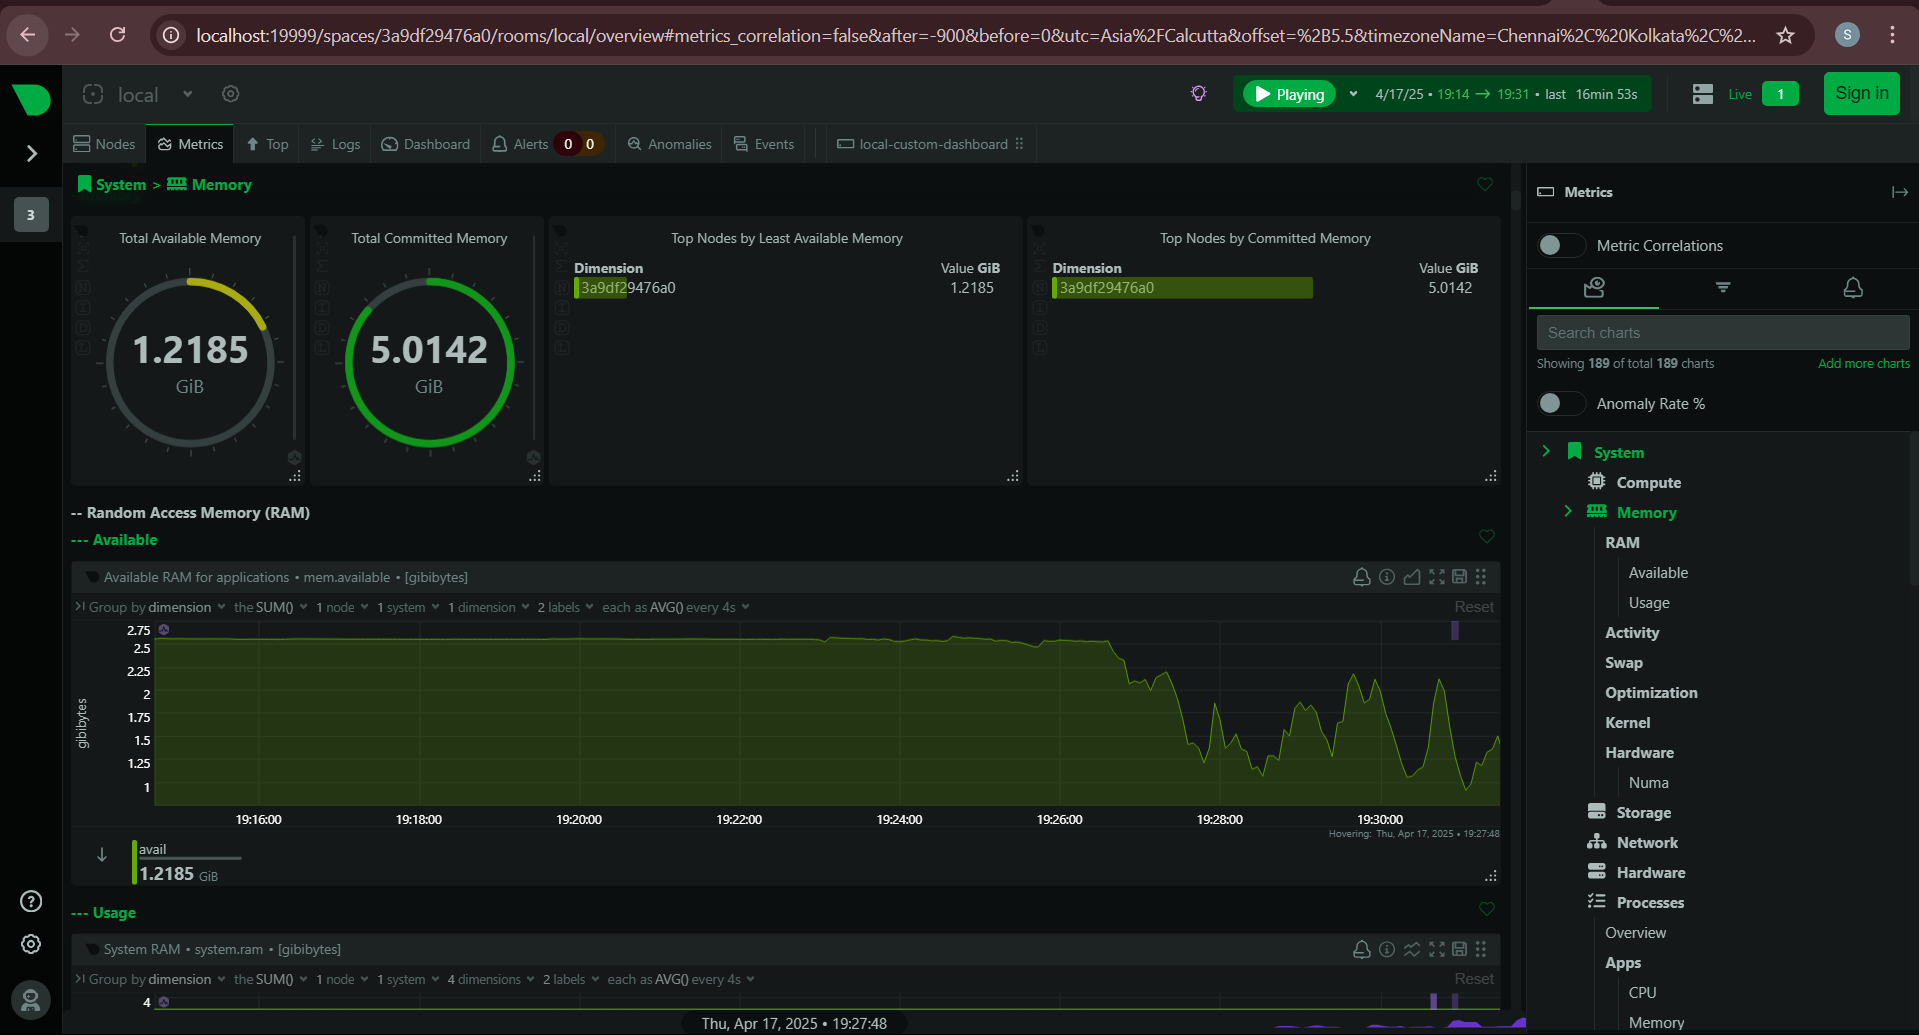 localhost:19999/spaces/3a9df29476a0/rooms/local/overview#metrics_correlation=false&after=-900&before=0&utc=Asia%2FCalcutta&offset=%2B5.5&timezoneName=Chennai%2C%20Kolkata%2C%2...
S
local
Playing
4/17/25 • 19:14 → 19:31 • last 16min 53s
Live
1
Sign in
Nodes
Metrics
Top
Logs
Dashboard
Alerts 0 0
Anomalies
Events
local-custom-dashboard
3
System > Memory
Total Available Memory
1.2185
GiB
Total Committed Memory
5.0142
GiB
Top Nodes by Least Available Memory
Dimension Value GiB
3a9df29476a0 1.2185
Top Nodes by Committed Memory
Dimension Value GiB
3a9df29476a0 5.0142
-- Random Access Memory (RAM)
--- Available
Available RAM for applications • mem.available • [gibibytes]
Group by dimension the SUM() 1 node 1 system 1 dimension 2 labels each as AVG() every 4s Reset
gibibytes
2.75
2.5
2.25
2
1.75
1.5
1.25
1
19:16:00 19:18:00 19:20:00 19:22:00 19:24:00 19:26:00 19:28:00 19:30:00
Hovering: Thu, Apr 17, 2025 • 19:27:48
avail
1.2185 GiB
--- Usage
System RAM • system.ram • [gibibytes]
Group by dimension the SUM() 1 node 1 system 4 dimensions 2 labels each as AVG() every 4s Reset
4
Thu, Apr 17, 2025 • 19:27:48
Metrics
Metric Correlations
Search charts
Showing 189 of total 189 charts Add more charts
Anomaly Rate %
System
Compute
Memory
RAM
Available
Usage
Activity
Swap
Optimization
Kernel
Hardware
Numa
Storage
Network
Hardware
Processes
Overview
Apps
CPU
Memory